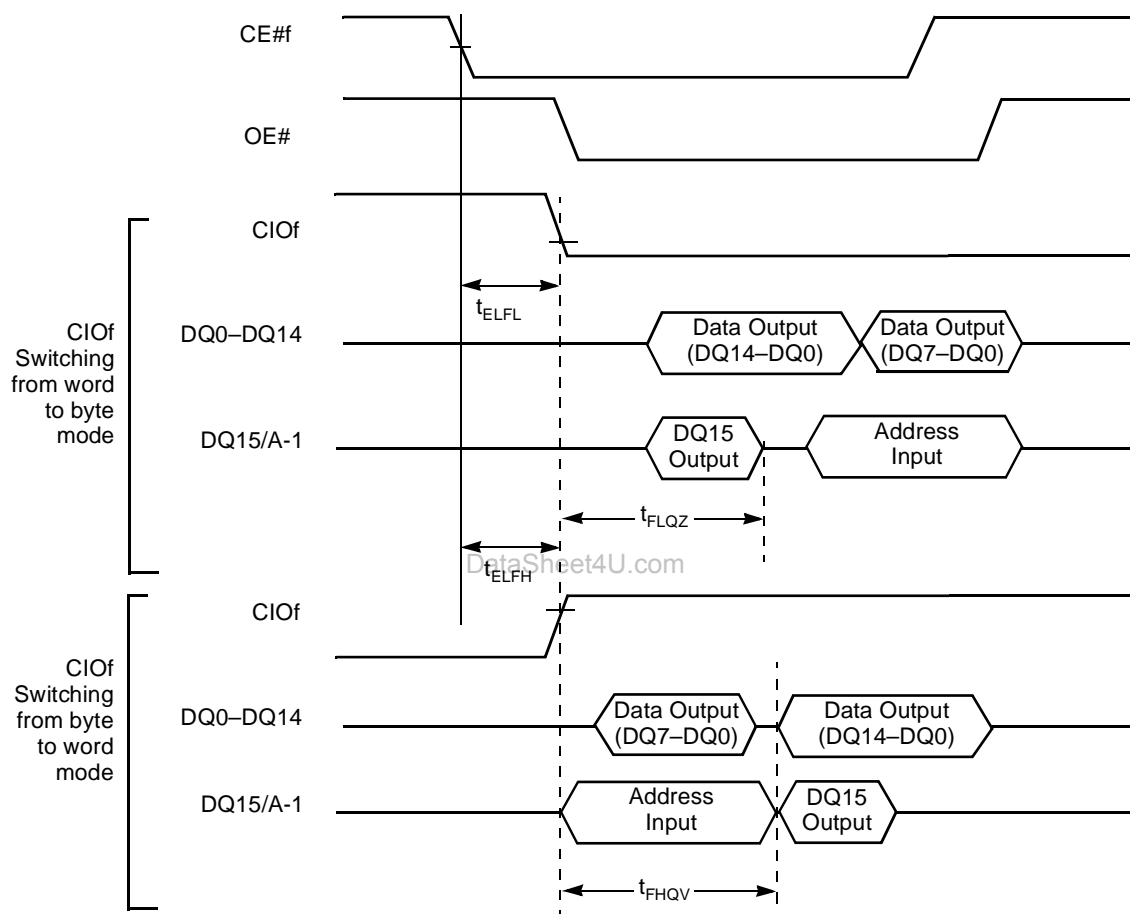 CE#f
OE#
CIOf
CIOf
Switching
from word
to byte
mode
tELFL
DQ0–DQ14
Data Output
(DQ14–DQ0)
Data Output
(DQ7–DQ0)
DQ15/A-1
DQ15
Output
Address
Input
tFLQZ
tELFH
DataSheet4U.com
CIOf
CIOf
Switching
from byte
to word
mode
DQ0–DQ14
Data Output
(DQ7–DQ0)
Data Output
(DQ14–DQ0)
DQ15/A-1
Address
Input
DQ15
Output
tFHQV